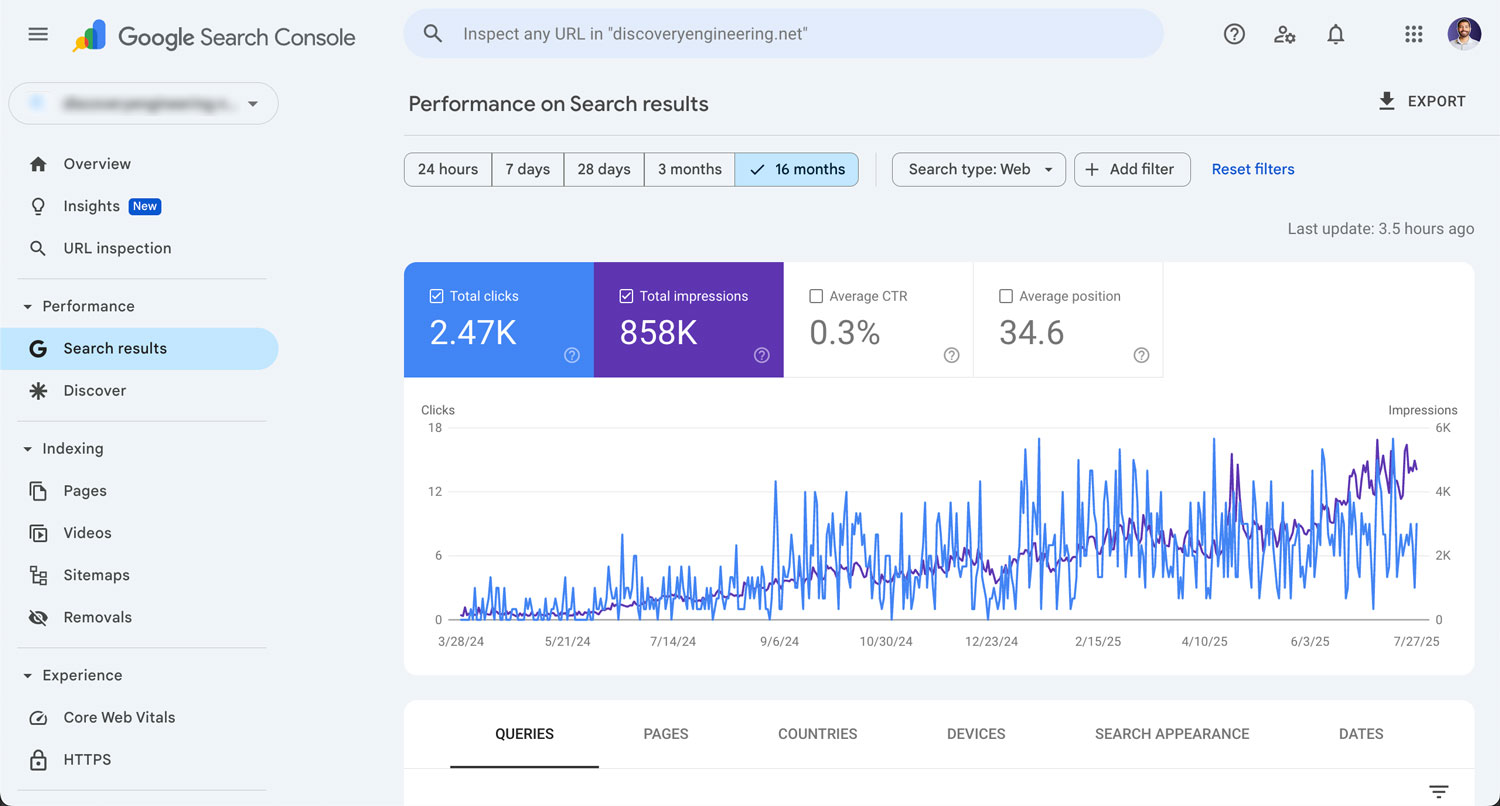 Google Search Console
Inspect any URL in "discoveryengineering.net"
Overview
Insights New
URL inspection
Performance
Search results
Discover
Indexing
Pages
Videos
Sitemaps
Removals
Experience
Core Web Vitals
HTTPS
Performance on Search results
EXPORT
24 hours 7 days 28 days 3 months 16 months Search type: Web Add filter Reset filters
Last update: 3.5 hours ago
Total clicks
2.47K
Total impressions
858K
Average CTR
0.3%
Average position
34.6
Clicks Impressions
18 6K
12 4K
6 2K
0 0
3/28/24 5/21/24 7/14/24 9/6/24 10/30/24 12/23/24 2/15/25 4/10/25 6/3/25 7/27/25
QUERIES PAGES COUNTRIES DEVICES SEARCH APPEARANCE DATES